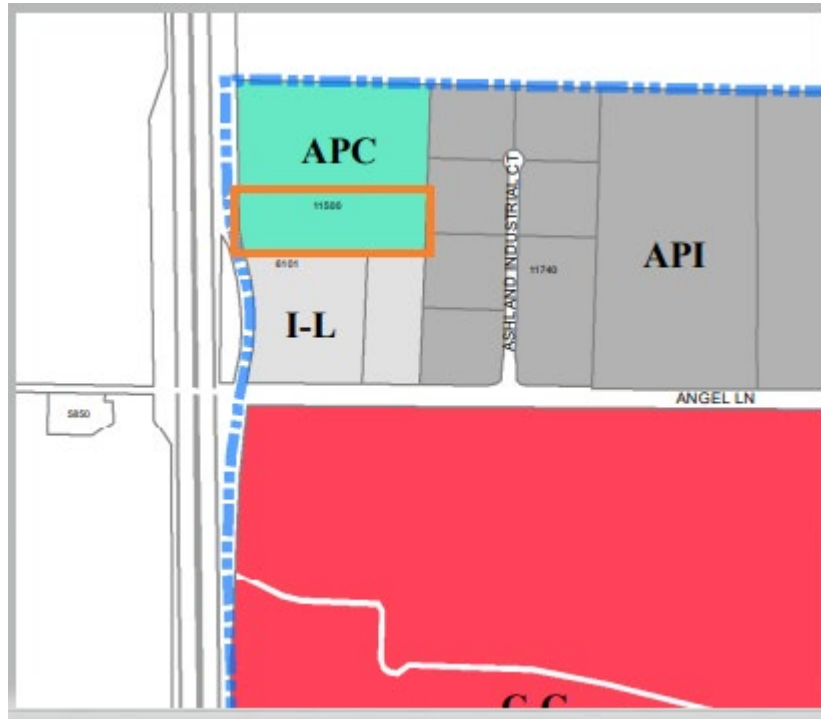 APC
11500
6101
I-L
ASHLAND INDUSTRIAL CT
11740
API
ANGEL LN
5850
C-C